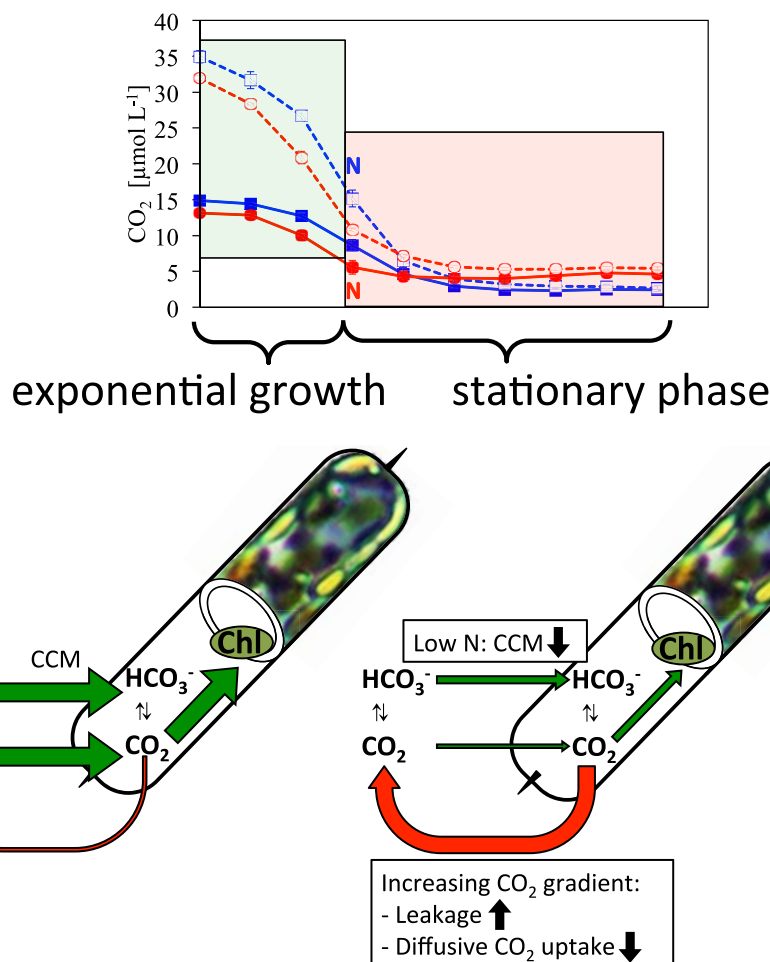 40
35
30
25
20
15
10
5
0
CO₂ [µmol L⁻¹]
N
N
exponential growth
stationary phase
CCM
HCO₃⁻
⇅
CO₂
Chl
Low N: CCM ⬇
HCO₃⁻
⇅
CO₂
HCO₃⁻
⇅
CO₂
Chl
Increasing CO₂ gradient:
- Leakage ⬆
- Diffusive CO₂ uptake ⬇